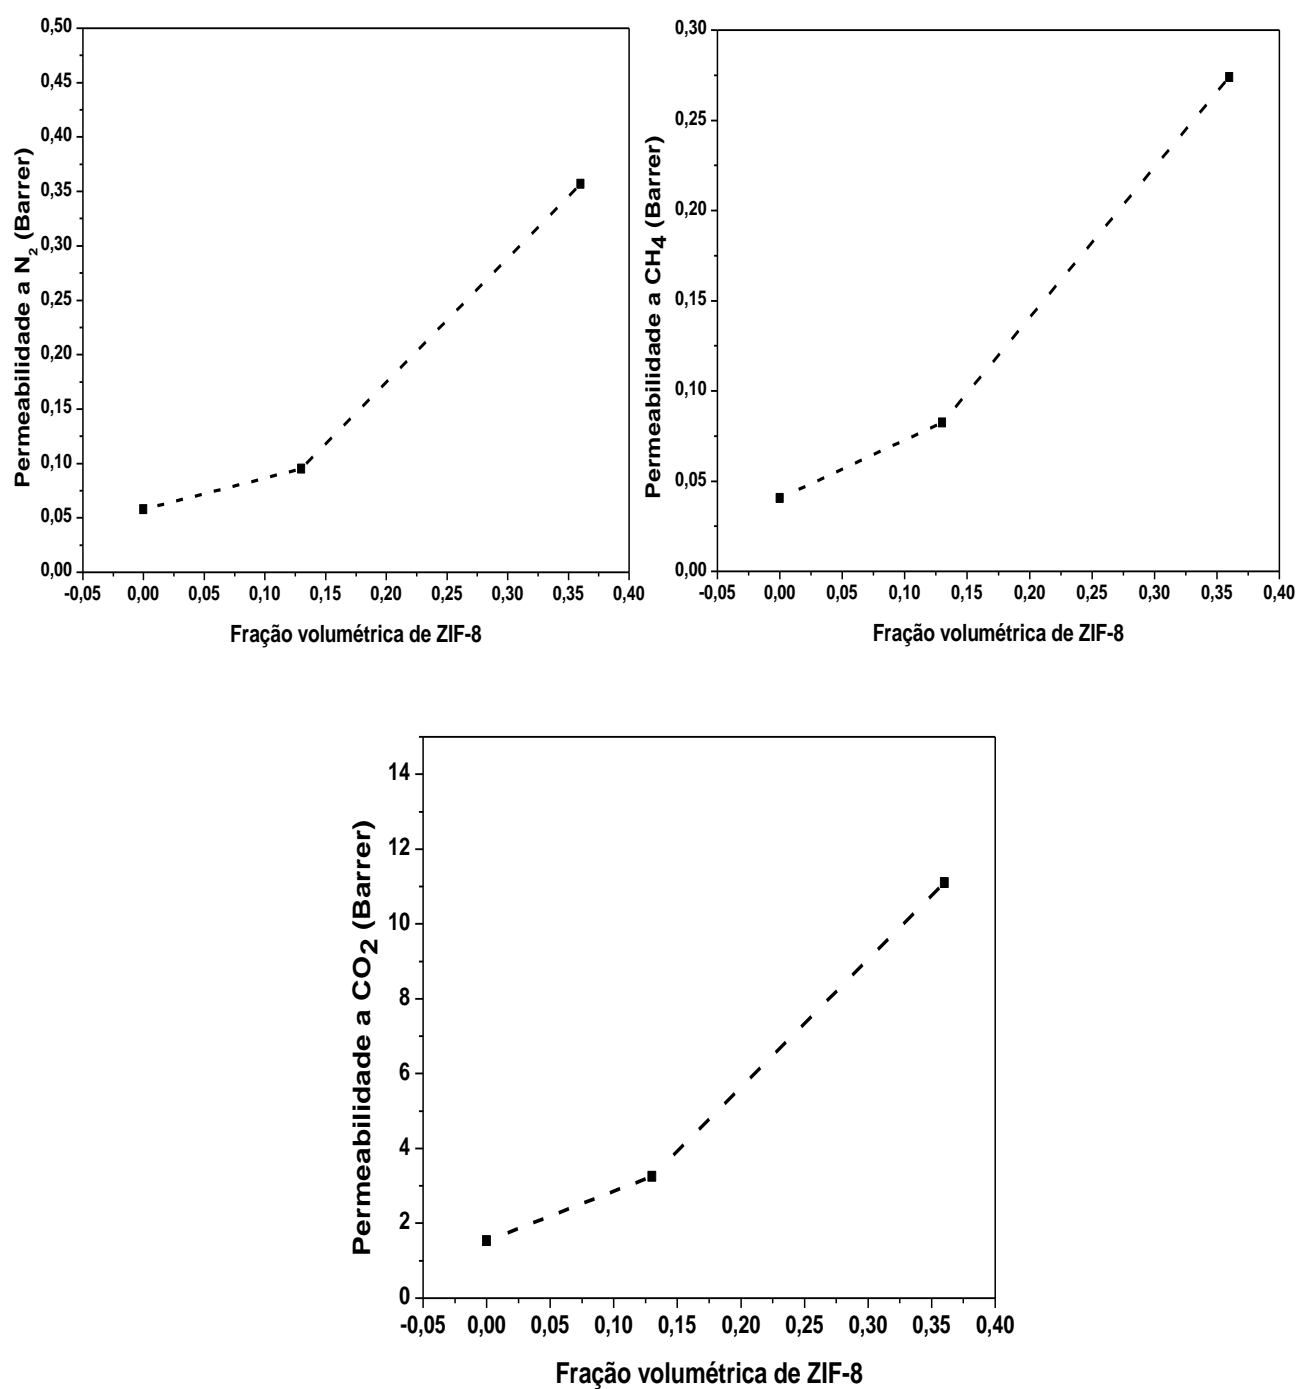 0,50
0,45
0,40
0,35
0,30
0,25
0,20
0,15
0,10
0,05
0,00
Permeabilidade a N₂ (Barrer)
-0,05 0,00 0,05 0,10 0,15 0,20 0,25 0,30 0,35 0,40
Fração volumétrica de ZIF-8
0,30
0,25
0,20
0,15
0,10
0,05
0,00
Permeabilidade a CH4 (Barrer)
-0,05 0,00 0,05 0,10 0,15 0,20 0,25 0,30 0,35 0,40
Fração volumétrica de ZIF-8
14
12
10
8
6
4
2
0
Permeabilidade a CO2 (Barrer)
-0,05 0,00 0,05 0,10 0,15 0,20 0,25 0,30 0,35 0,40
Fração volumétrica de ZIF-8